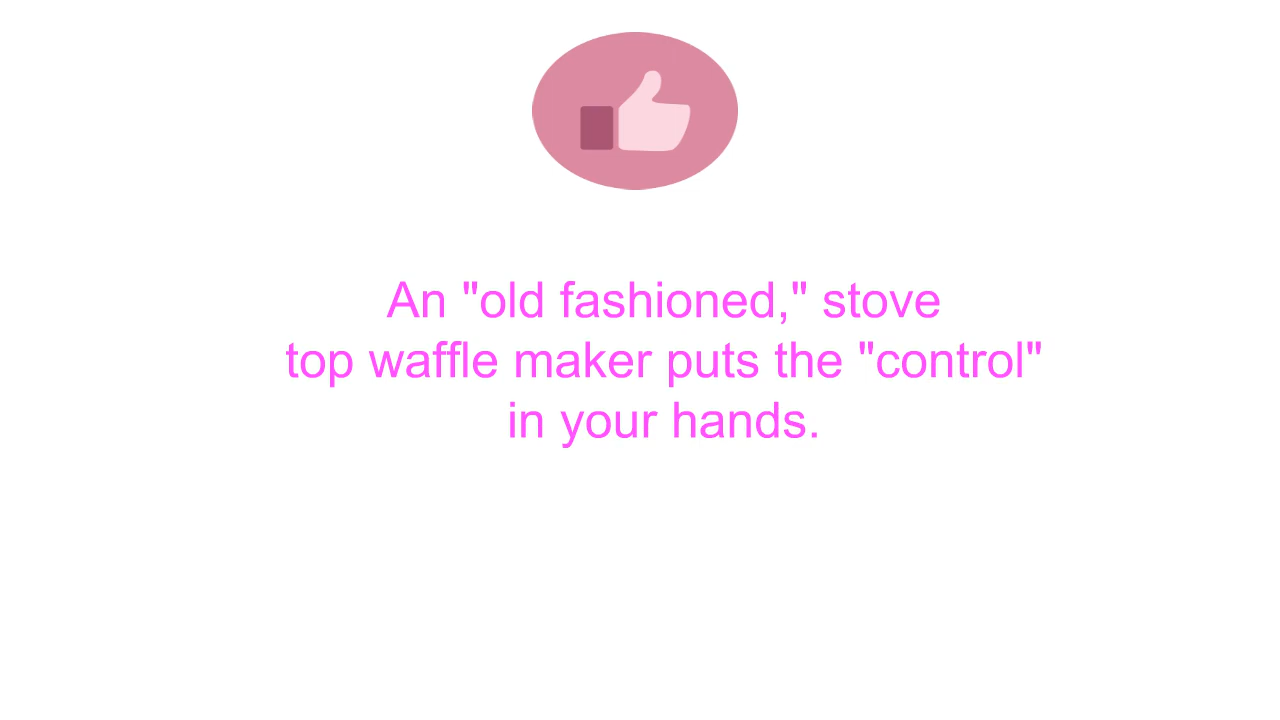 An "old fashioned," stove
top waffle maker puts the "control"
in your hands.